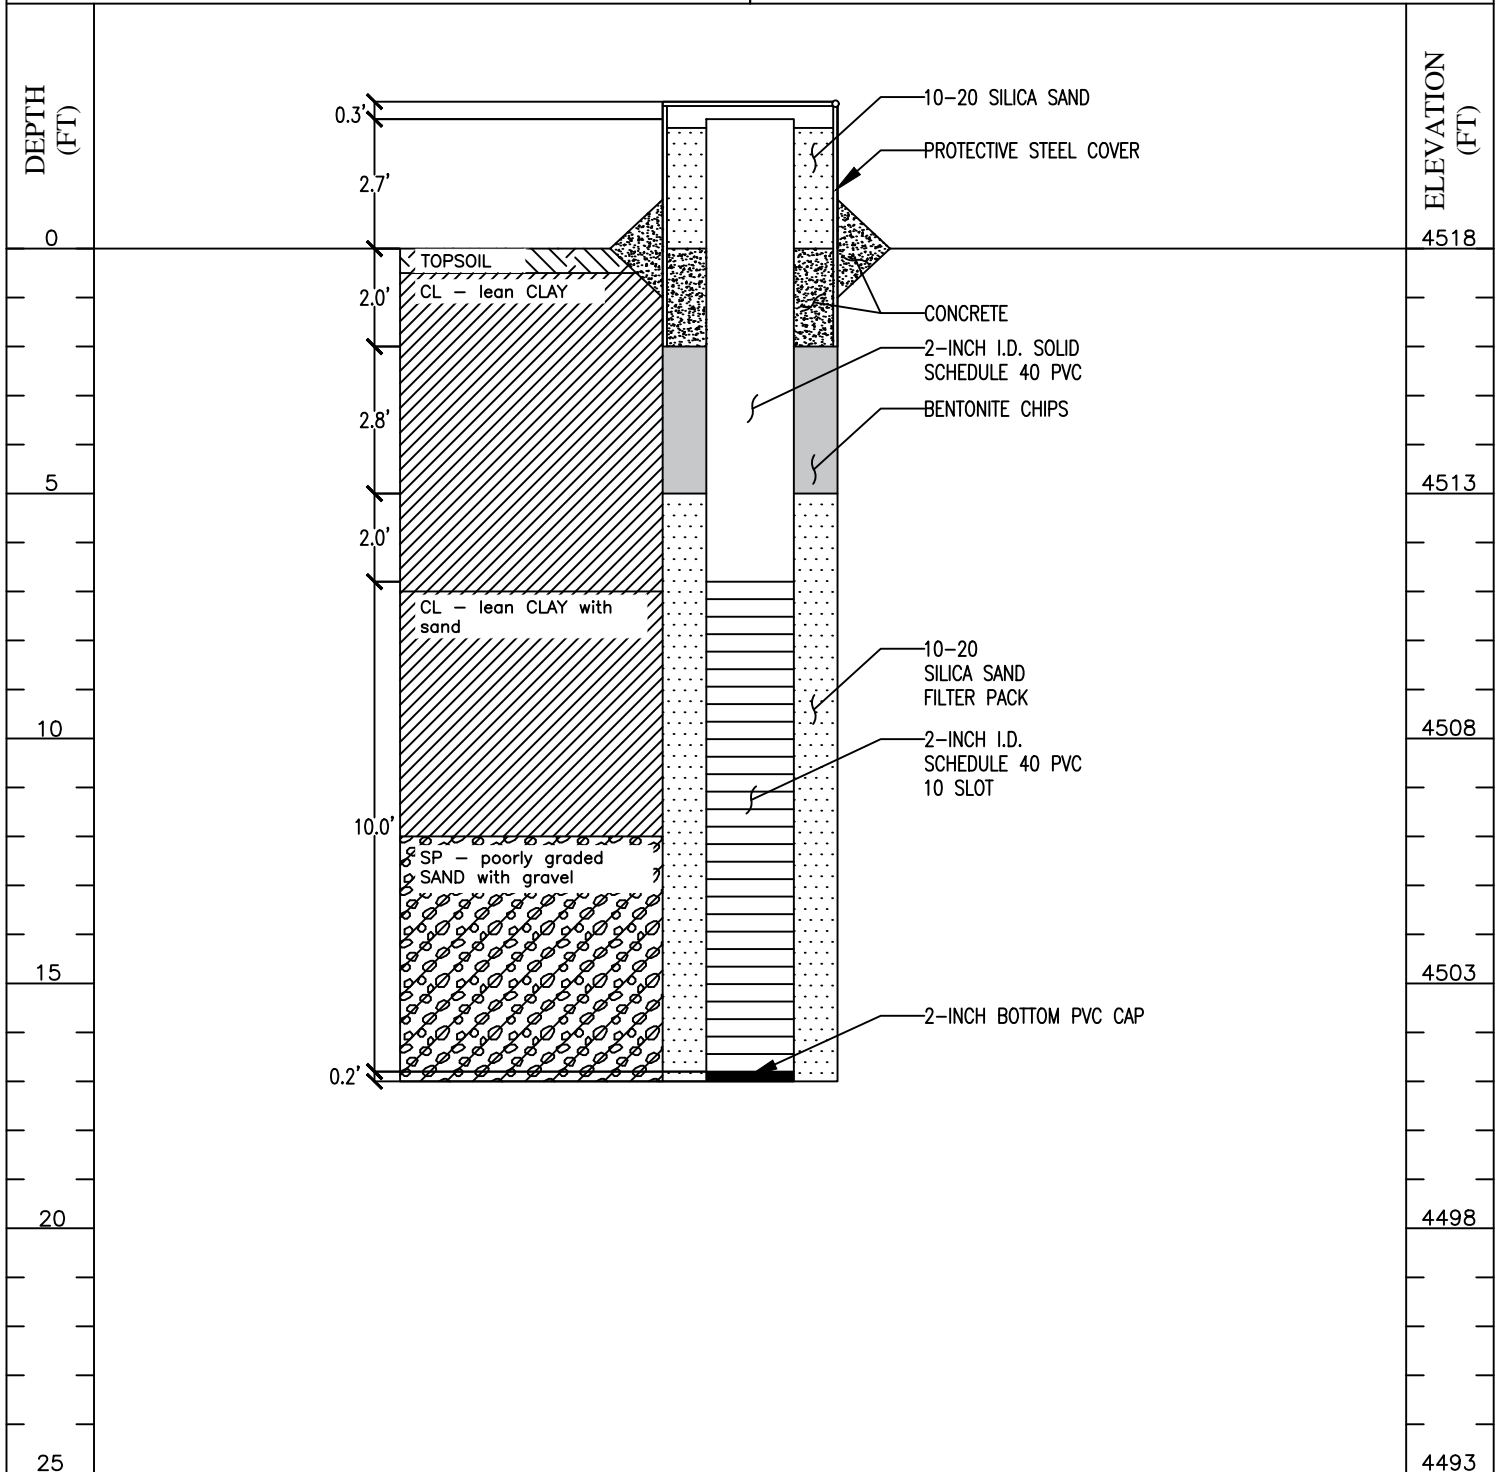 DEPTH
(FT)
0
5
10
15
20
25
0.3'
2.7'
2.0'
2.8'
2.0'
10.0'
0.2'
TOPSOIL
CL – lean CLAY
CL – lean CLAY with
sand
SP – poorly graded
SAND with gravel
10–20 SILICA SAND
PROTECTIVE STEEL COVER
CONCRETE
2–INCH I.D. SOLID
SCHEDULE 40 PVC
BENTONITE CHIPS
10–20
SILICA SAND
FILTER PACK
2–INCH I.D.
SCHEDULE 40 PVC
10 SLOT
2–INCH BOTTOM PVC CAP
ELEVATION
(FT)
4518
4513
4508
4503
4498
4493